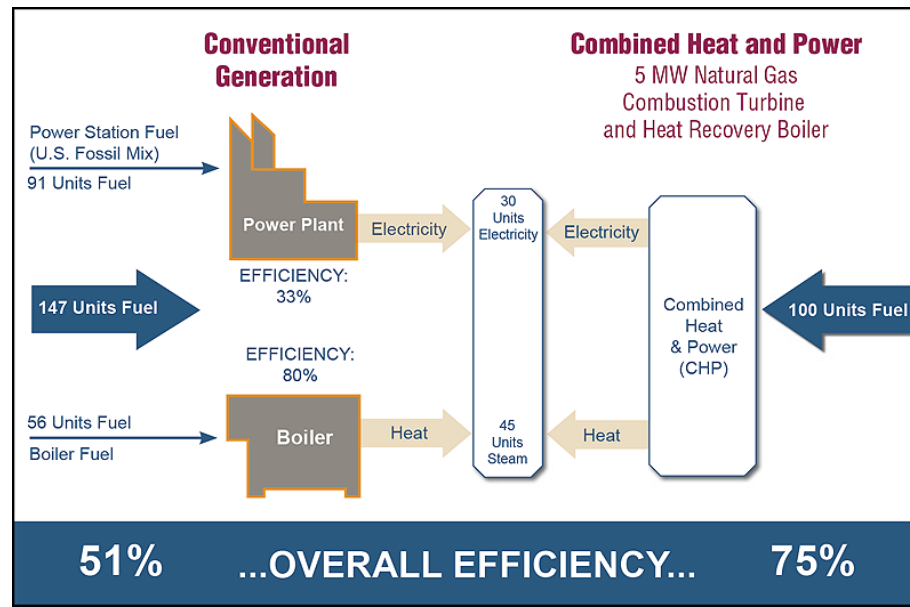 Conventional
Generation
Combined Heat and Power
5 MW Natural Gas
Combustion Turbine
and Heat Recovery Boiler
Power Station Fuel
(U.S. Fossil Mix)
91 Units Fuel
Power Plant
Electricity
30
Units
Electricity
Electricity
EFFICIENCY:
33%
147 Units Fuel
Combined
Heat
& Power
(CHP)
100 Units Fuel
EFFICIENCY:
80%
56 Units Fuel
Boiler Fuel
Boiler
Heat
45
Units
Steam
Heat
51% ...OVERALL EFFICIENCY... 75%